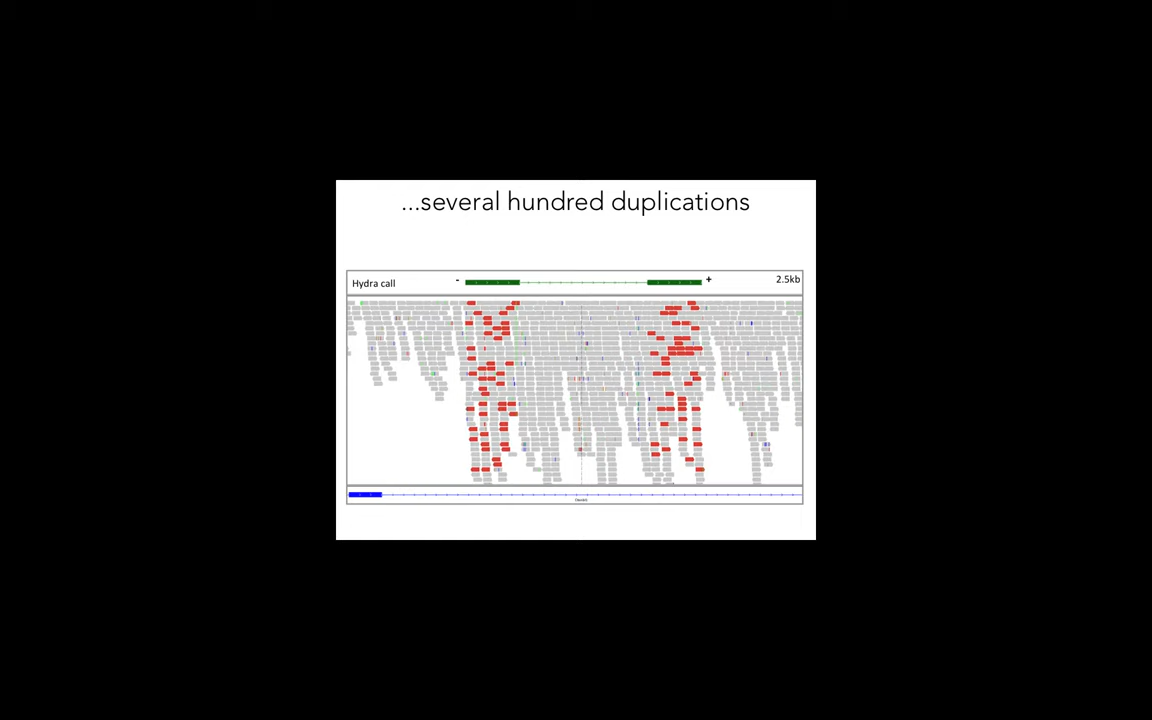 ...several hundred duplications
Hydra call - + 2.5kb